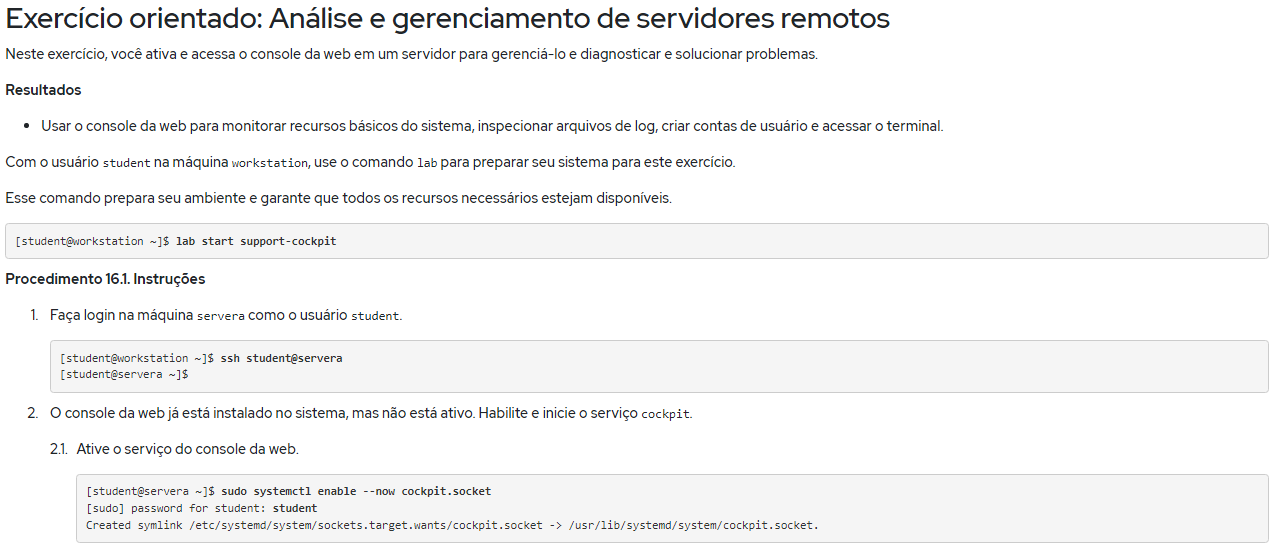 Exercício orientado: Análise e gerenciamento de servidores remotos
Neste exercício, você ativa e acessa o console da web em um servidor para gerenciá-lo e diagnosticar e solucionar problemas.
Resultados
• Usar o console da web para monitorar recursos básicos do sistema, inspecionar arquivos de log, criar contas de usuário e acessar o terminal.
Com o usuário student na máquina workstation, use o comando lab para preparar seu sistema para este exercício.
Esse comando prepara seu ambiente e garante que todos os recursos necessários estejam disponíveis.
[student@workstation ~]$ lab start support-cockpit
Procedimento 16.1. Instruções
1. Faça login na máquina servera como o usuário student.
[student@workstation ~]$ ssh student@servera
[student@servera ~]$
2. O console da web já está instalado no sistema, mas não está ativo. Habilite e inicie o serviço cockpit.
2.1. Ative o serviço do console da web.
[student@servera ~]$ sudo systemctl enable --now cockpit.socket
[sudo] password for student: student
Created symlink /etc/systemd/system/sockets.target.wants/cockpit.socket -> /usr/lib/systemd/system/cockpit.socket.